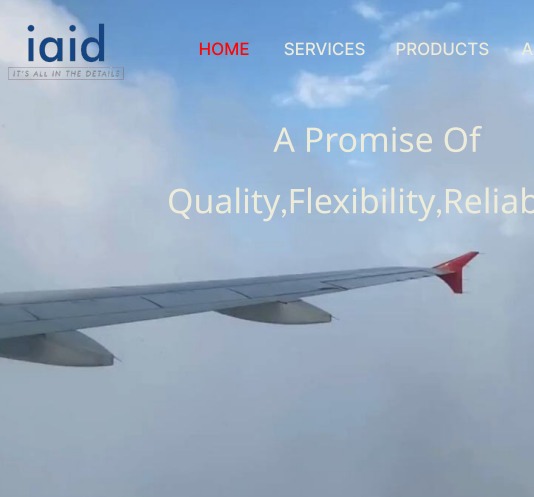 iaid
IT'S ALL IN THE DETAILS
HOME SERVICES PRODUCTS A
A Promise Of
Quality,Flexibility,Reliab